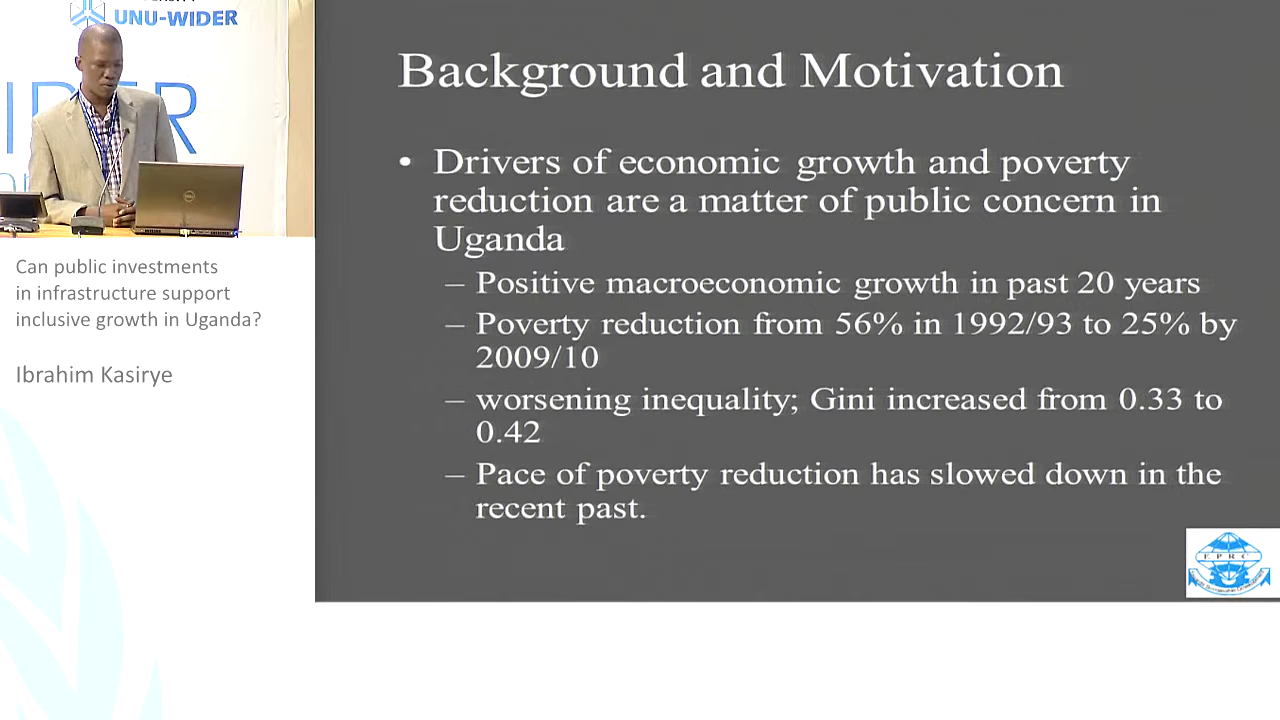 UNU-WIDER
Can public investments
in infrastructure support
inclusive growth in Uganda?
Ibrahim Kasirye
Background and Motivation
• Drivers of economic growth and poverty
reduction are a matter of public concern in
Uganda
– Positive macroeconomic growth in past 20 years
– Poverty reduction from 56% in 1992/93 to 25% by
2009/10
– worsening inequality; Gini increased from 0.33 to
0.42
– Pace of poverty reduction has slowed down in the
recent past.
E P R C
DELL